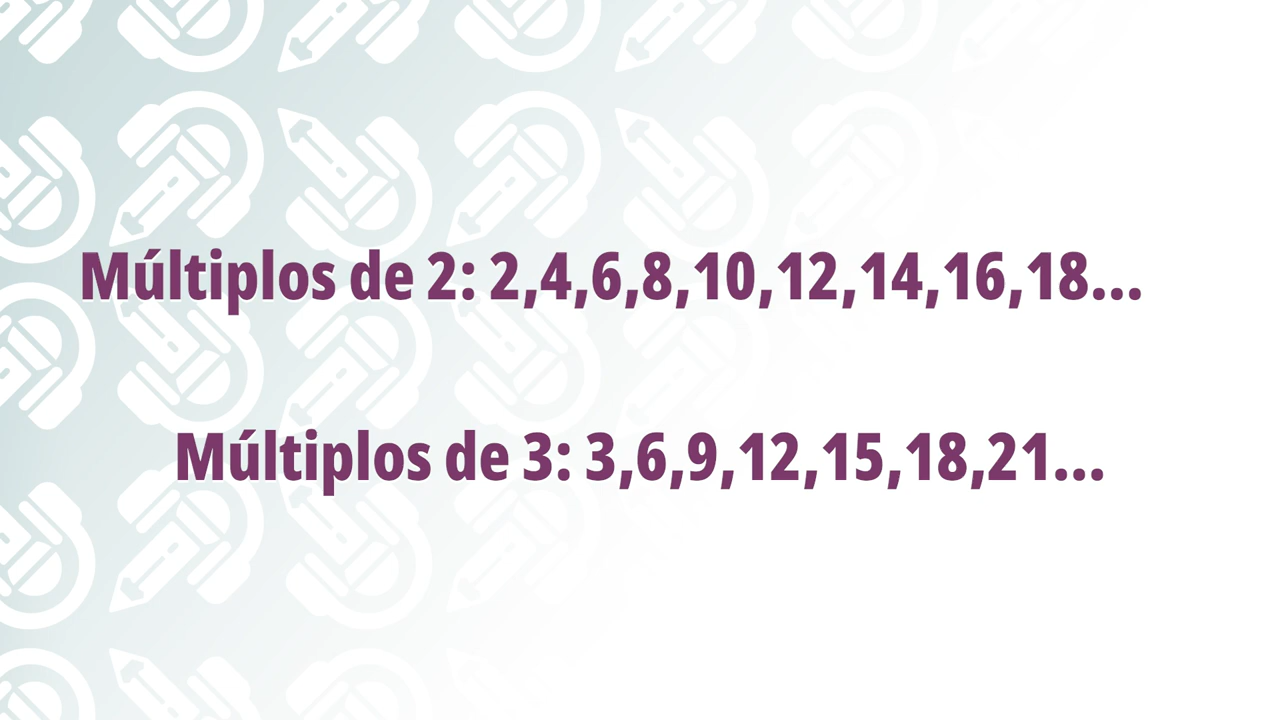 Múltiplos de 2: 2,4,6,8,10,12,14,16,18...
Múltiplos de 3: 3,6,9,12,15,18,21...